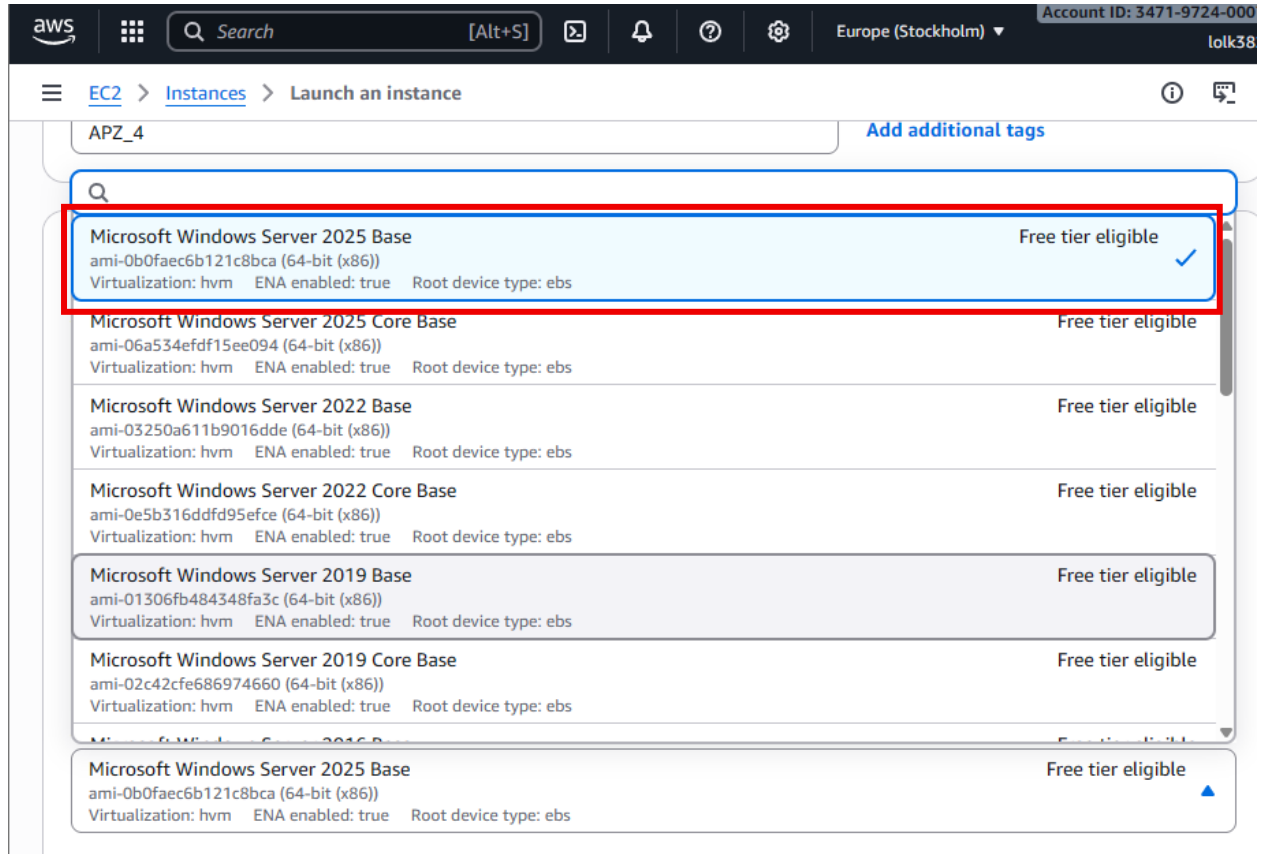 aws
Search [Alt+S] Europe (Stockholm) Account ID: 3471-9724-000
lolk38
EC2 > Instances > Launch an instance
APZ_4 Add additional tags
Microsoft Windows Server 2025 Base Free tier eligible
ami-0b0faec6b121c8bca (64-bit (x86))
Virtualization: hvm ENA enabled: true Root device type: ebs
Microsoft Windows Server 2025 Core Base Free tier eligible
ami-06a534efdf15ee094 (64-bit (x86))
Virtualization: hvm ENA enabled: true Root device type: ebs
Microsoft Windows Server 2022 Base Free tier eligible
ami-03250a611b9016dde (64-bit (x86))
Virtualization: hvm ENA enabled: true Root device type: ebs
Microsoft Windows Server 2022 Core Base Free tier eligible
ami-0e5b316ddfd95efce (64-bit (x86))
Virtualization: hvm ENA enabled: true Root device type: ebs
Microsoft Windows Server 2019 Base Free tier eligible
ami-01306fb484348fa3c (64-bit (x86))
Virtualization: hvm ENA enabled: true Root device type: ebs
Microsoft Windows Server 2019 Core Base Free tier eligible
ami-02c42cfe686974660 (64-bit (x86))
Virtualization: hvm ENA enabled: true Root device type: ebs
Microsoft Windows Server 2016 Base Free tier eligible
Microsoft Windows Server 2025 Base Free tier eligible
ami-0b0faec6b121c8bca (64-bit (x86))
Virtualization: hvm ENA enabled: true Root device type: ebs